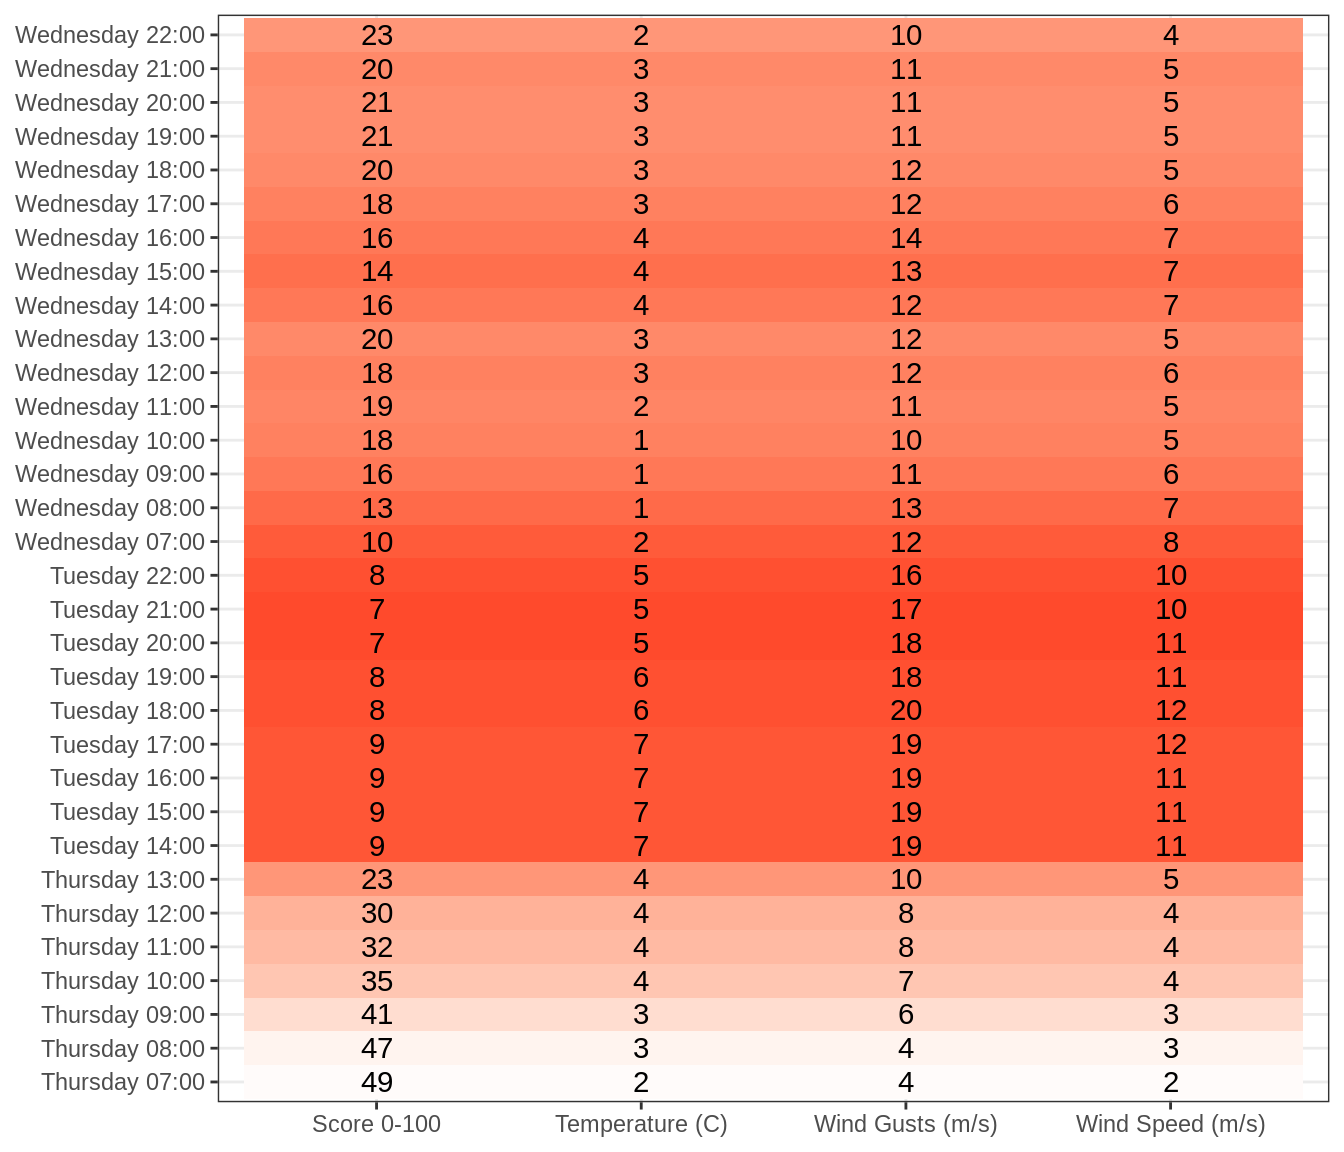 Wednesday 22:00 23 2 10 4
Wednesday 21:00 20 3 11 5
Wednesday 20:00 21 3 11 5
Wednesday 19:00 21 3 11 5
Wednesday 18:00 20 3 12 5
Wednesday 17:00 18 3 12 6
Wednesday 16:00 16 4 14 7
Wednesday 15:00 14 4 13 7
Wednesday 14:00 16 4 12 7
Wednesday 13:00 20 3 12 5
Wednesday 12:00 18 3 12 6
Wednesday 11:00 19 2 11 5
Wednesday 10:00 18 1 10 5
Wednesday 09:00 16 1 11 6
Wednesday 08:00 13 1 13 7
Wednesday 07:00 10 2 12 8
Tuesday 22:00 8 5 16 10
Tuesday 21:00 7 5 17 10
Tuesday 20:00 7 5 18 11
Tuesday 19:00 8 6 18 11
Tuesday 18:00 8 6 20 12
Tuesday 17:00 9 7 19 12
Tuesday 16:00 9 7 19 11
Tuesday 15:00 9 7 19 11
Tuesday 14:00 9 7 19 11
Thursday 13:00 23 4 10 5
Thursday 12:00 30 4 8 4
Thursday 11:00 32 4 8 4
Thursday 10:00 35 4 7 4
Thursday 09:00 41 3 6 3
Thursday 08:00 47 3 4 3
Thursday 07:00 49 2 4 2
Score 0-100 Temperature (C) Wind Gusts (m/s) Wind Speed (m/s)